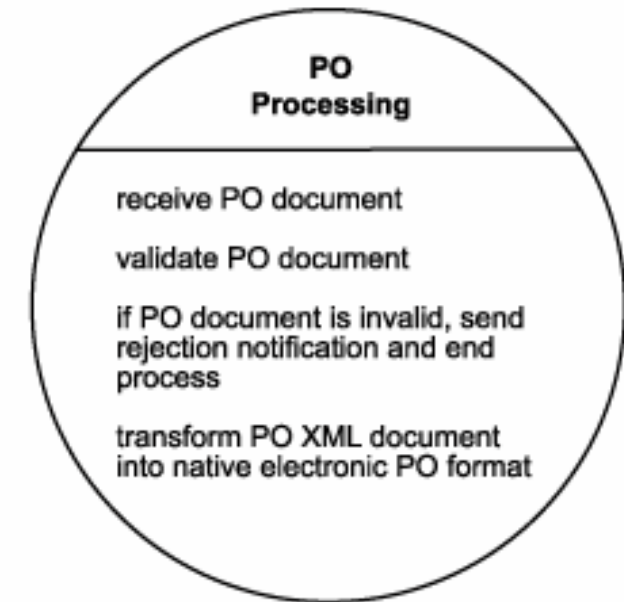 PO
Processing
receive PO document
validate PO document
if PO document is invalid, send
rejection notification and end
process
transform PO XML document
into native electronic PO format